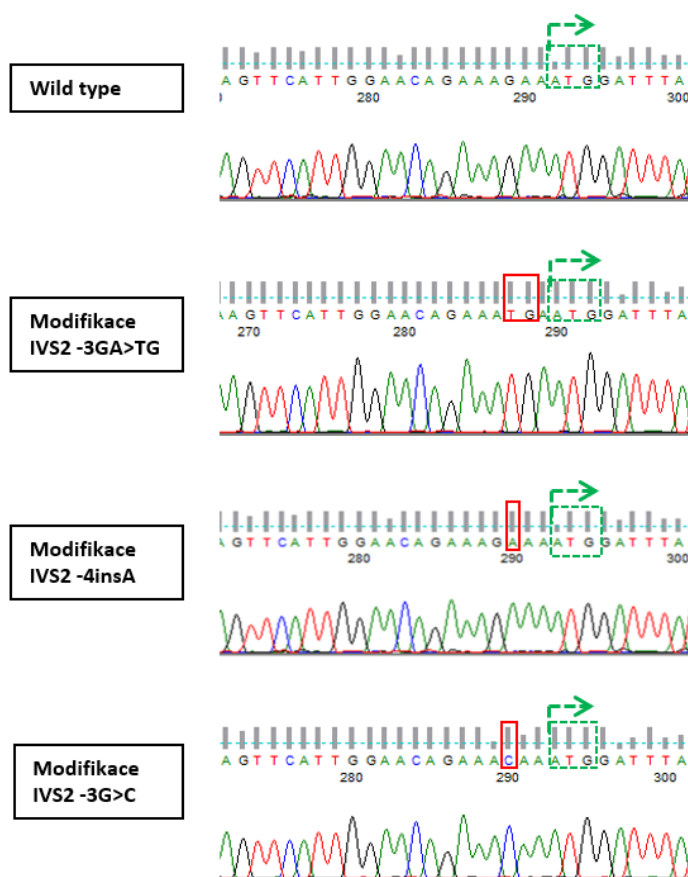 Wild type
A G T T C A T T G G A A C A G A A A G A A A T G G A T T T A
280 290 300
Modifikace
IVS2 -3GA>TG
A A G T T C A T T G G A A C A G A A A T G A A T G G A T T T A
270 280 290
Modifikace
IVS2 -4insA
A G T T C A T T G G A A C A G A A A G A A A A T G G A T T T A
280 290 300
Modifikace
IVS2 -3G>C
A G T T C A T T G G A A C A G A A A C A A A T G G A T T T A
280 290 300